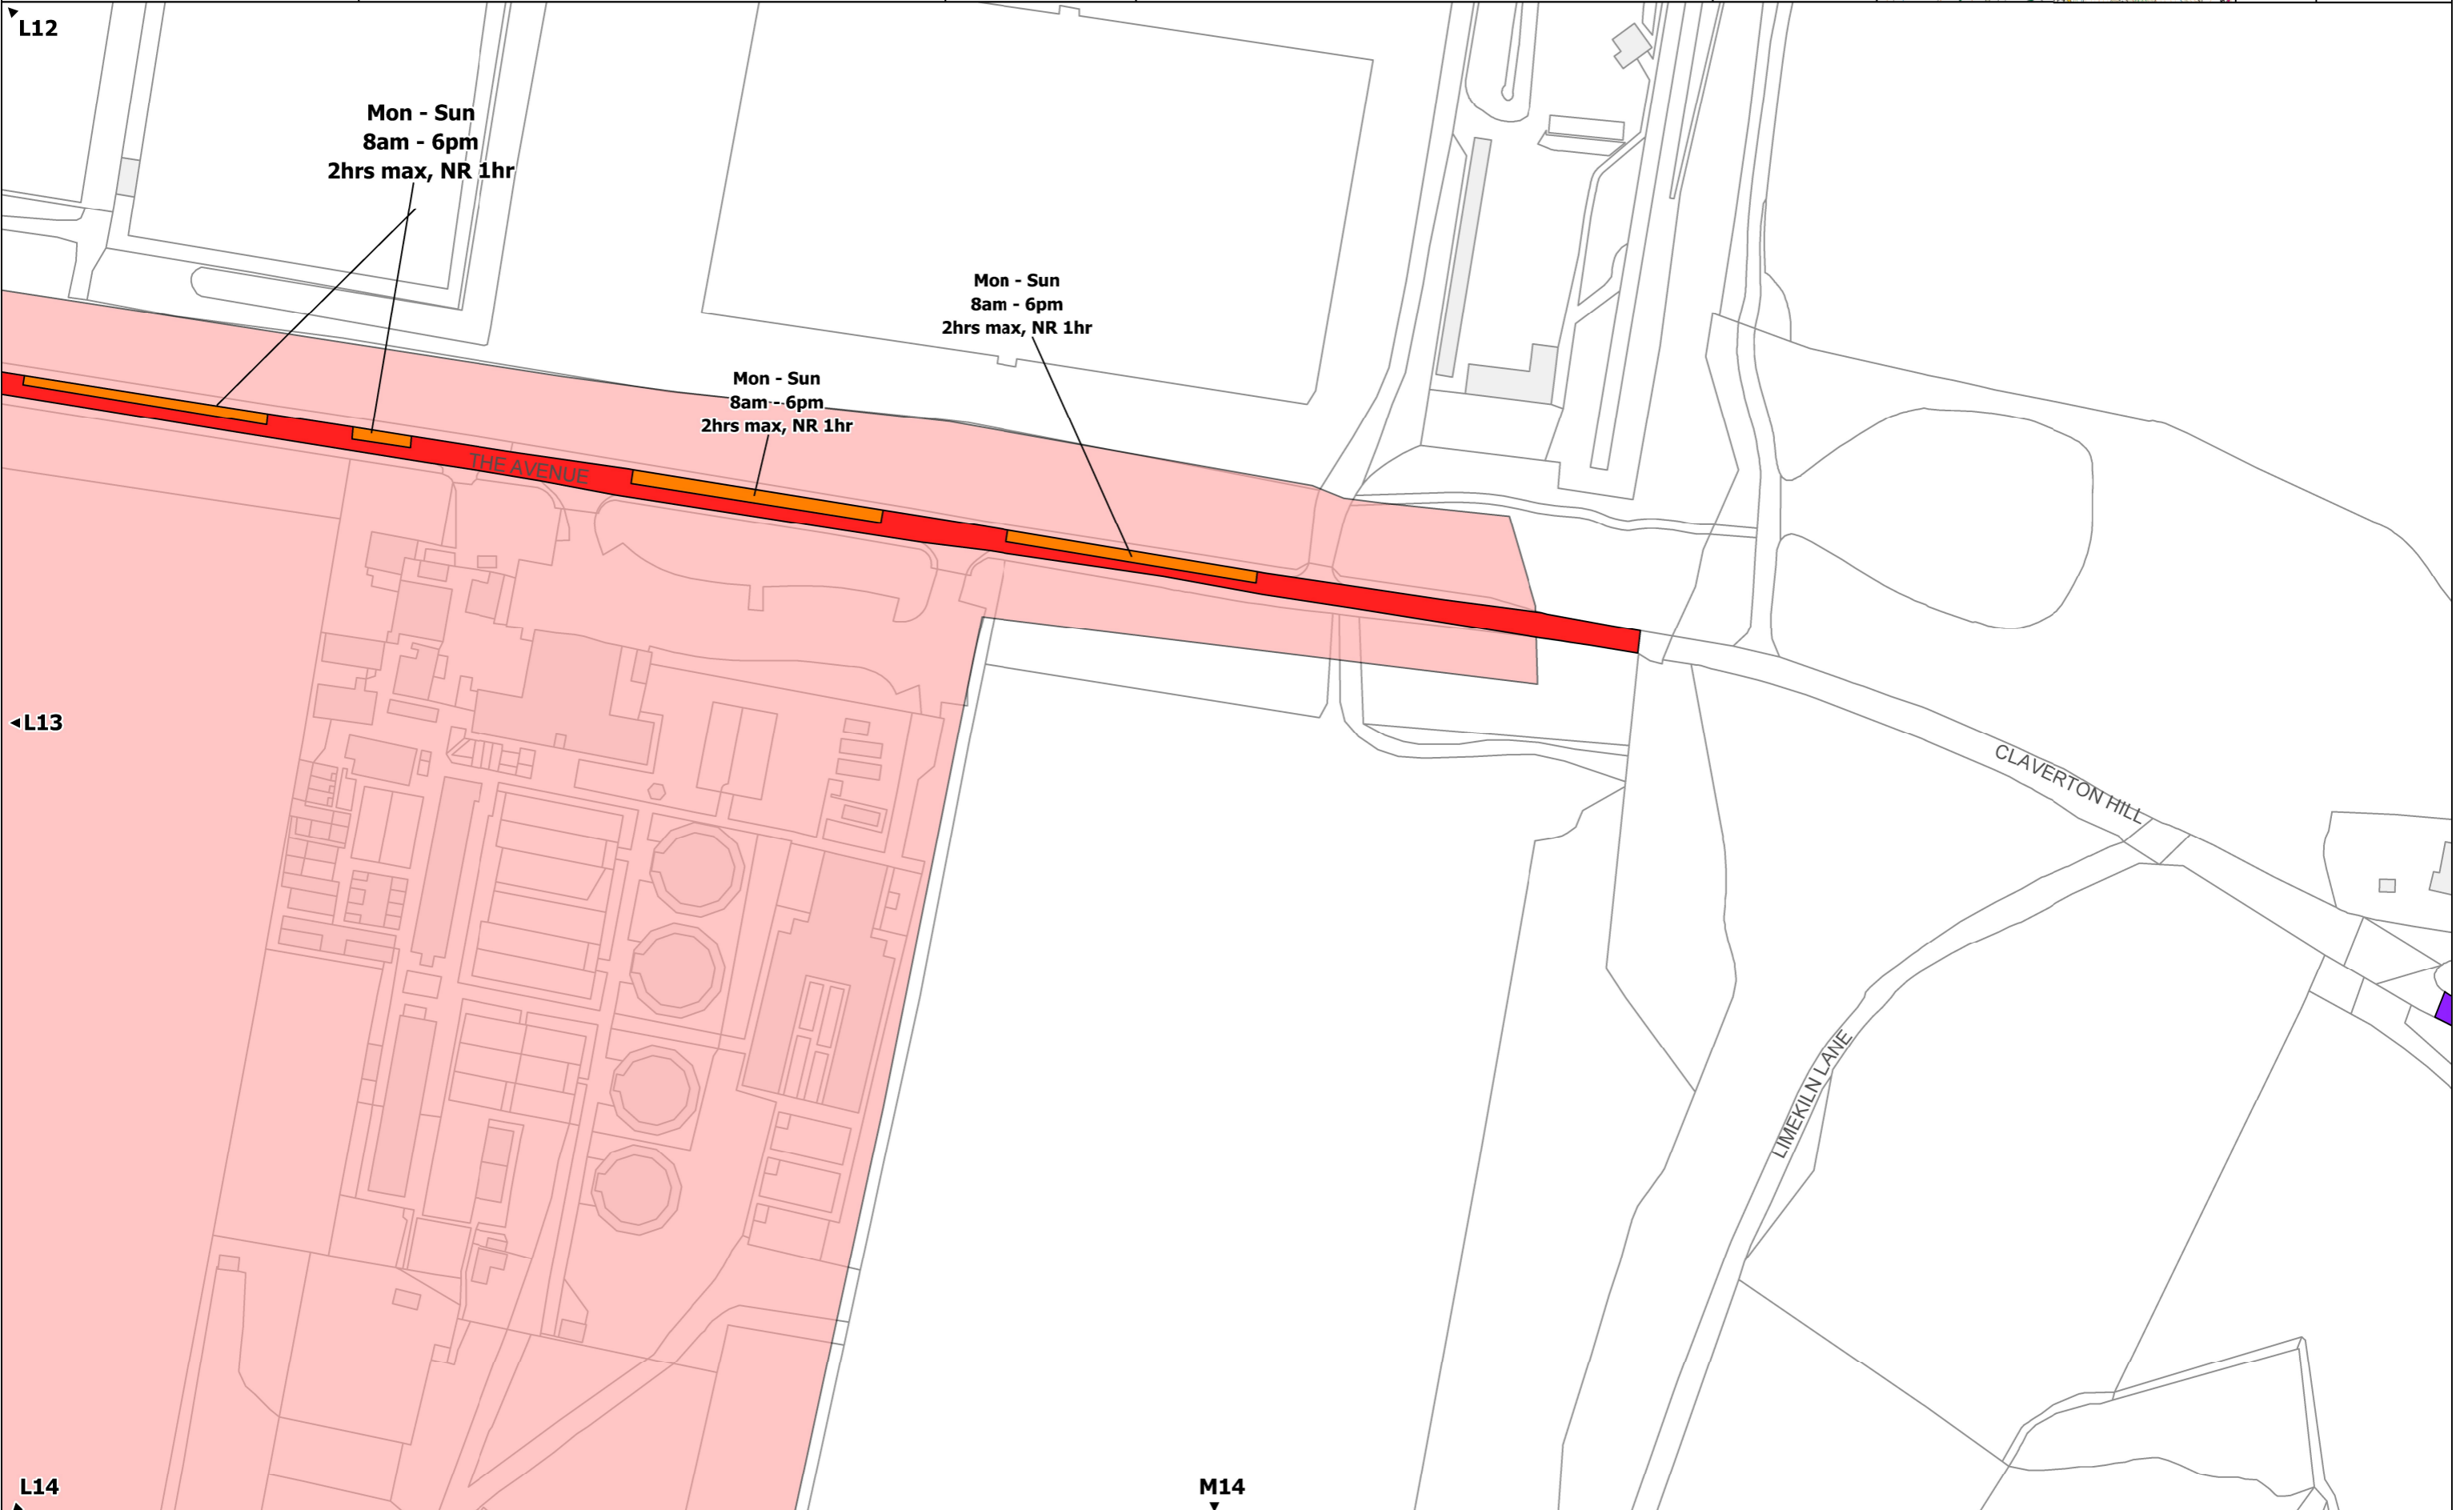 L12
Mon - Sun
8am - 6pm
2hrs max, NR 1hr
Mon - Sun
8am - 6pm
2hrs max, NR 1hr
Mon - Sun
8am - 6pm
2hrs max, NR 1hr
THE AVENUE
L13
CLAVERTON HILL
LIMEKILN LANE
L14
M14